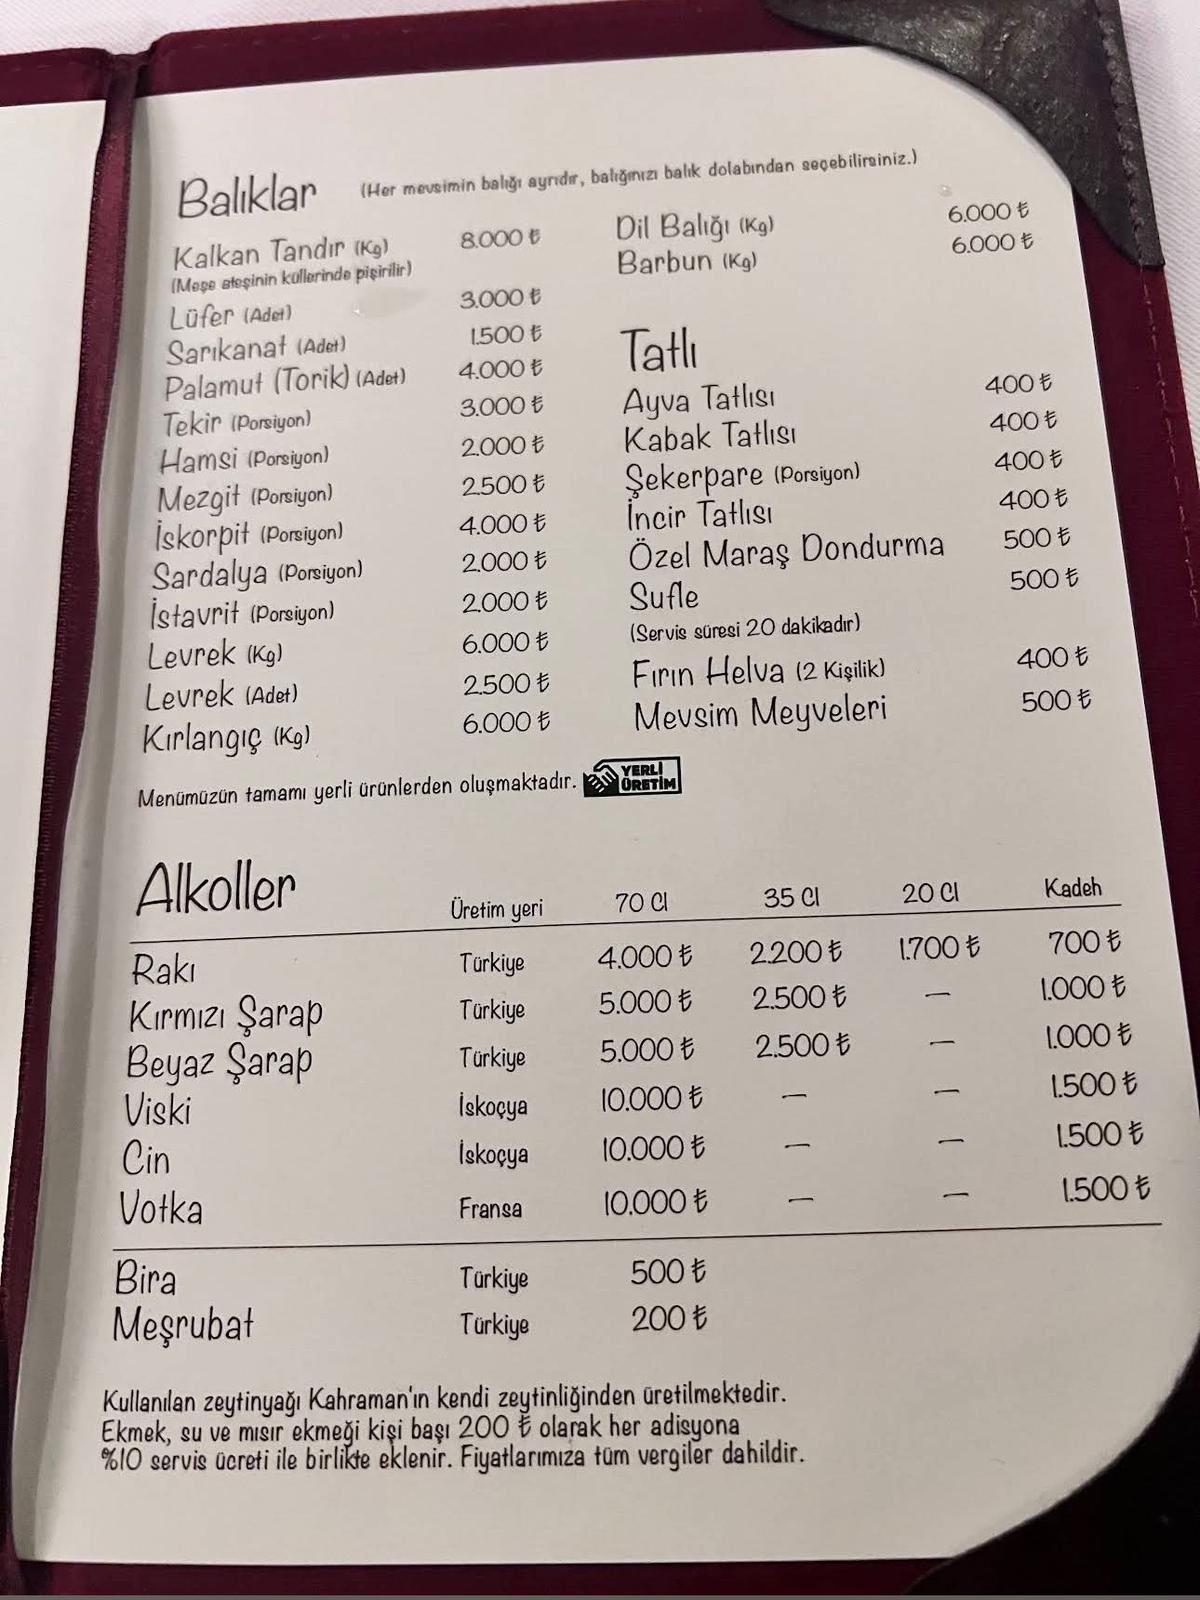 Balıklar (Her mevsimin balığı ayrıdır, balığınızı balık dolabından seçebilirsiniz.)
Kalkan Tandır (Kg) 8.000 ₺
(Meşe ateşinin küllerinde pişirilir)
Lüfer (Adet) 3.000 ₺
Sarıkanat (Adet) 1.500 ₺
Palamut (Torik) (Adet) 4.000 ₺
Tekir (Porsiyon) 3.000 ₺
Hamsi (Porsiyon) 2.000 ₺
Mezgit (Porsiyon) 2.500 ₺
İskorpit (Porsiyon) 4.000 ₺
Sardalya (Porsiyon) 2.000 ₺
İstavrit (Porsiyon) 2.000 ₺
Levrek (Kg) 6.000 ₺
Levrek (Adet) 2.500 ₺
Kırlangıç (Kg) 6.000 ₺
Dil Balığı (Kg) 6.000 ₺
Barbun (Kg) 6.000 ₺
Tatlı
Ayva Tatlısı 400 ₺
Kabak Tatlısı 400 ₺
Şekerpare (Porsiyon) 400 ₺
İncir Tatlısı 400 ₺
Özel Maraş Dondurma 500 ₺
Sufle 500 ₺
(Servis süresi 20 dakikadır)
Fırın Helva (2 Kişilik) 400 ₺
Mevsim Meyveleri 500 ₺
Menümüzün tamamı yerli ürünlerden oluşmaktadır.
YERLİ
ÜRETİM
Alkoller Üretim yeri 70 Cl 35 Cl 20 Cl Kadeh
Rakı Türkiye 4.000 ₺ 2.200 ₺ 1.700 ₺ 700 ₺
Kırmızı Şarap Türkiye 5.000 ₺ 2.500 ₺ — 1.000 ₺
Beyaz Şarap Türkiye 5.000 ₺ 2.500 ₺ — 1.000 ₺
Viski İskoçya 10.000 ₺ — — 1.500 ₺
Cin İskoçya 10.000 ₺ — — 1.500 ₺
Votka Fransa 10.000 ₺ — — 1.500 ₺
Bira Türkiye 500 ₺
Meşrubat Türkiye 200 ₺
Kullanılan zeytinyağı Kahraman'ın kendi zeytinliğinden üretilmektedir.
Ekmek, su ve mısır ekmeği kişi başı 200 ₺ olarak her adisyona
%10 servis ücreti ile birlikte eklenir. Fiyatlarımıza tüm vergiler dahildir.